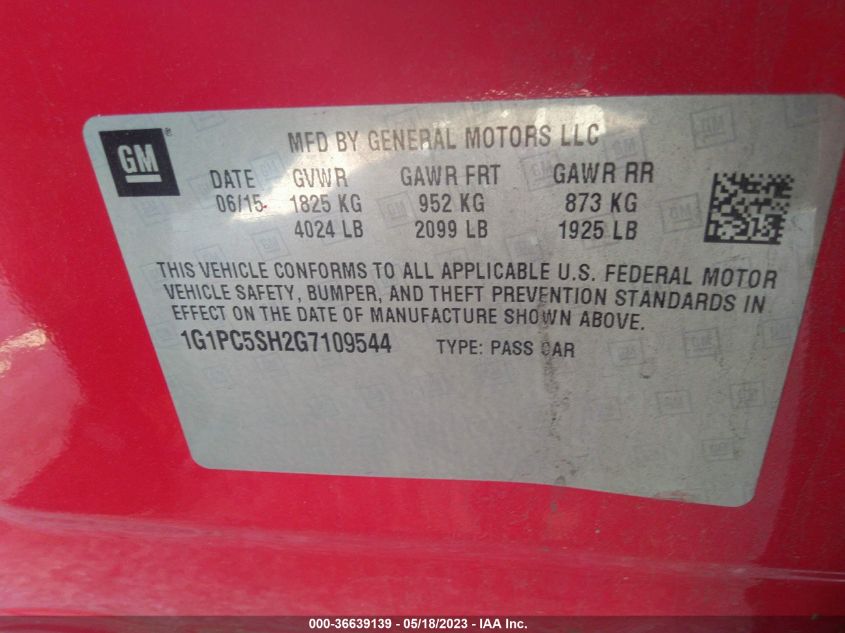 GM ®
MFD BY GENERAL MOTORS LLC
DATE GVWR GAWR FRT GAWR RR
06/15 1825 KG 952 KG 873 KG
4024 LB 2099 LB 1925 LB
THIS VEHICLE CONFORMS TO ALL APPLICABLE U.S. FEDERAL MOTOR
VEHICLE SAFETY, BUMPER, AND THEFT PREVENTION STANDARDS IN
EFFECT ON THE DATE OF MANUFACTURE SHOWN ABOVE.
1G1PC5SH2G7109544 TYPE: PASS CAR
000-36639139 - 05/18/2023 - IAA Inc.